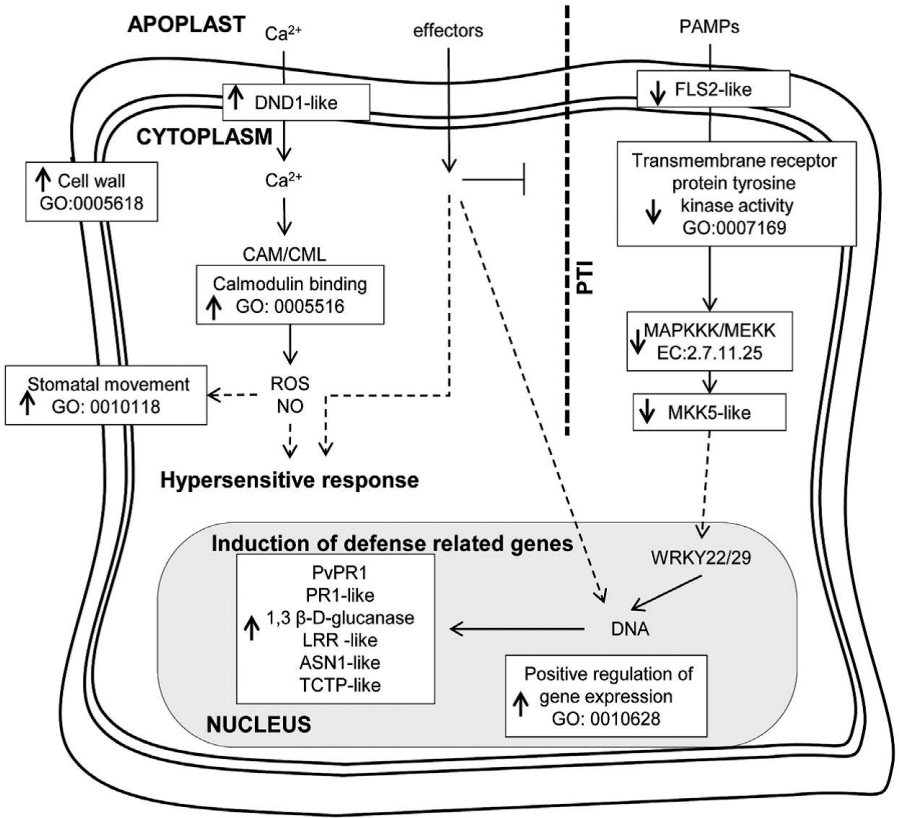 APOPLAST
Ca²⁺
effectors
PAMPs
DND1-like
FLS2-like
CYTOPLASM
Cell wall
GO:0005618
Ca²⁺
Transmembrane receptor
protein tyrosine
kinase activity
GO:0007169
CAM/CML
Calmodulin binding
GO: 0005516
PTI
MAPKKK/MEKK
EC:2.7.11.25
Stomatal movement
GO: 0010118
ROS
NO
MKK5-like
Hypersensitive response
Induction of defense related genes
WRKY22/29
PvPR1
PR1-like
1,3 β-D-glucanase
LRR -like
ASN1-like
TCTP-like
DNA
Positive regulation of
gene expression
GO: 0010628
NUCLEUS